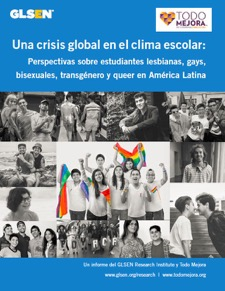 GLSEN
TODO
MEJORA
Una crisis global en el clima escolar:
Perspectivas sobre estudiantes lesbianas, gays,
bisexuales, transgénero y queer en América Latina
Un informe del GLSEN Research Institute y Todo Mejora
www.glsen.org/research | www.todomejora.org